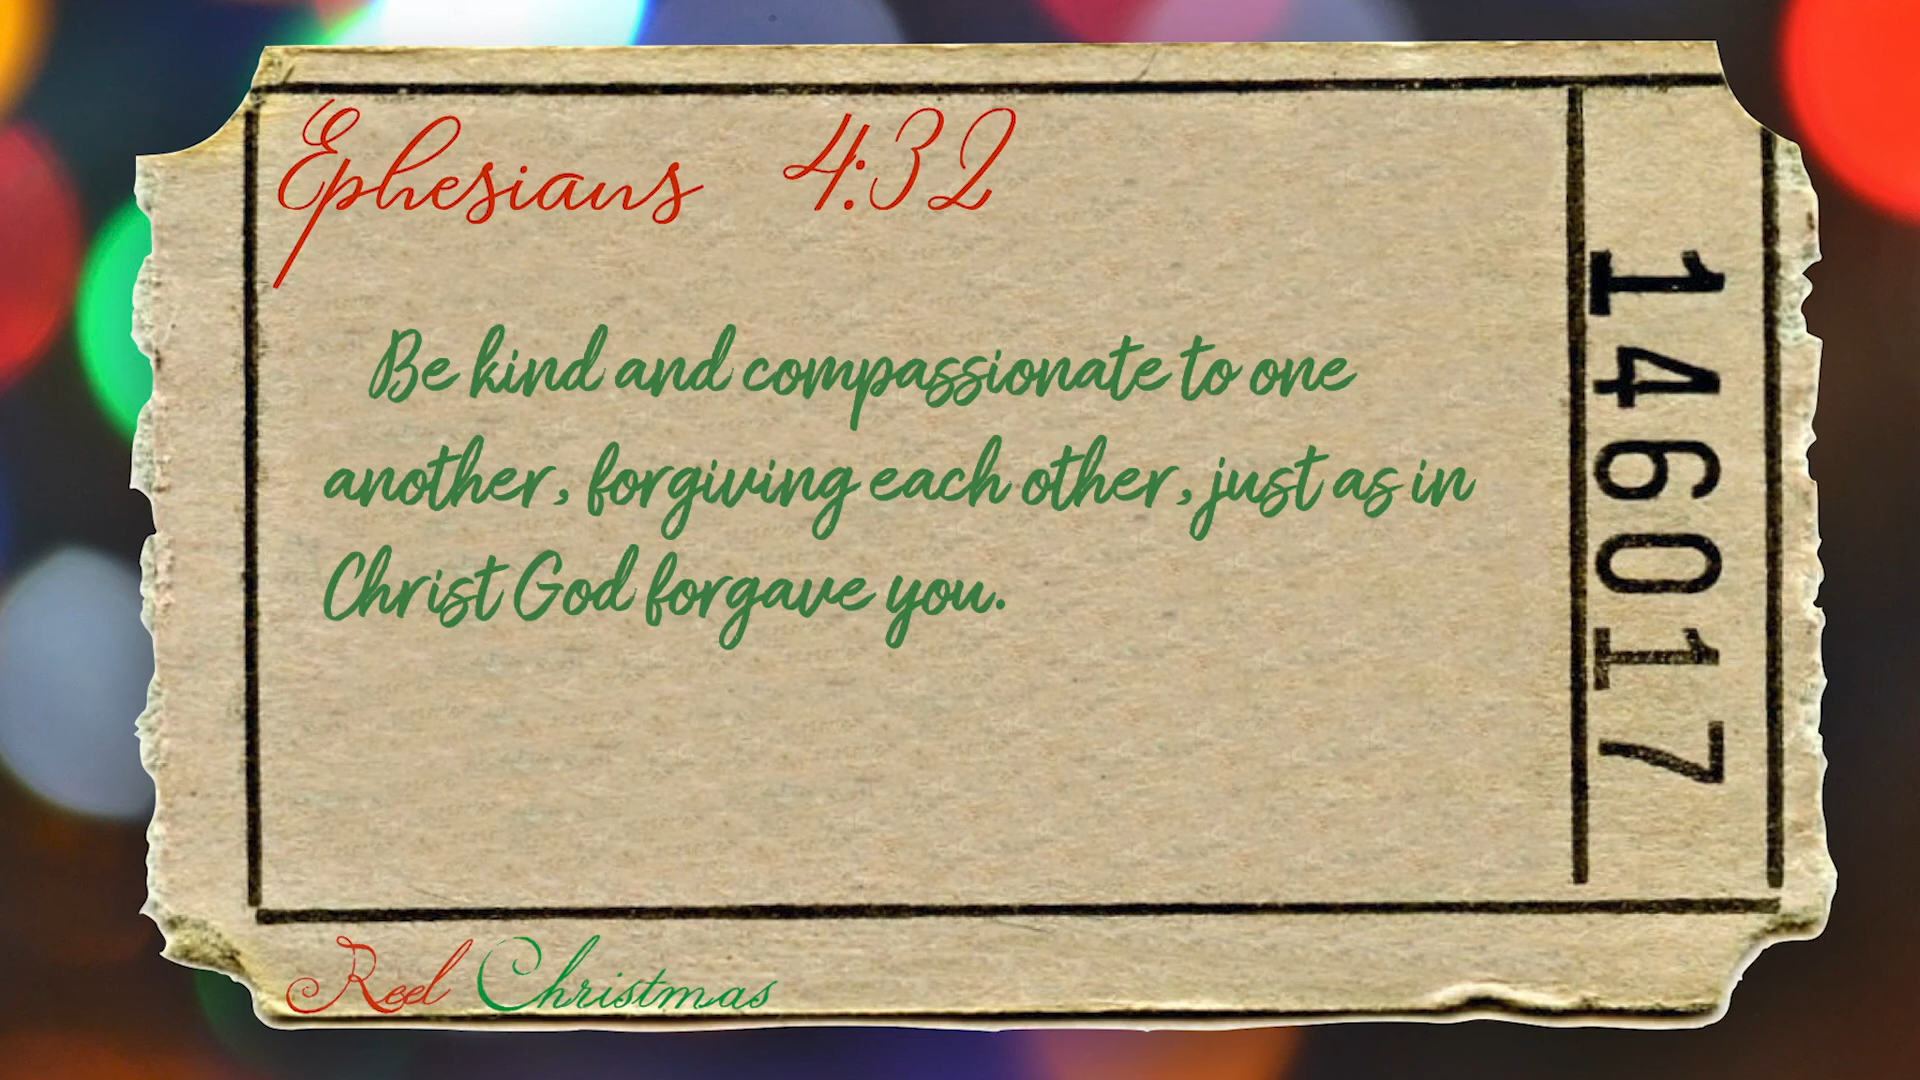 Ephesians 4:32
Be kind and compassionate to one
another, forgiving each other, just as in
Christ God forgave you.
146017
Reel Christmas